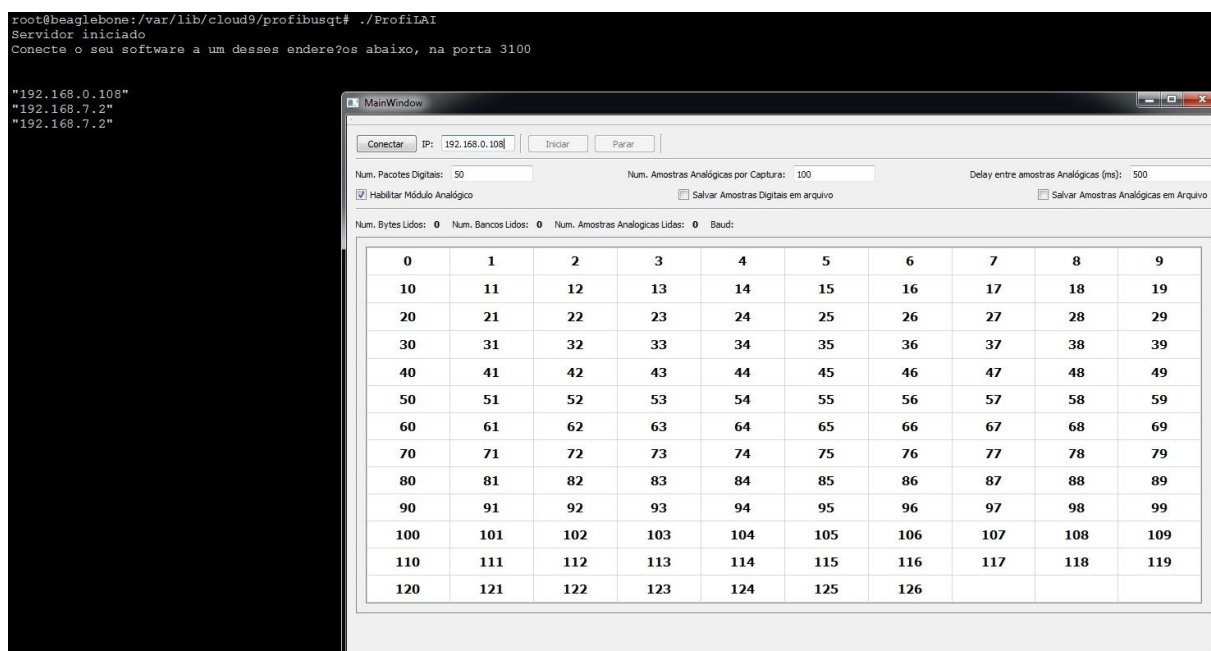 root@beaglebone:/var/lib/cloud9/profibusqt# ./ProfiLAI
Servidor iniciado
Conecte o seu software a um desses endere?os abaixo, na porta 3100
"192.168.0.108"
"192.168.7.2"
"192.168.7.2"
MainWindow
Conectar IP: 192.168.0.108 Iniciar Parar
Num. Pacotes Digitais: 50 Num. Amostras Analógicas por Captura: 100 Delay entre amostras Analógicas (ms): 500
Habilitar Módulo Analógico Salvar Amostras Digitais em arquivo Salvar Amostras Analógicas em Arquivo
Num. Bytes Lidos: 0 Num. Bancos Lidos: 0 Num. Amostras Analogicas Lidas: 0 Baud:
0 1 2 3 4 5 6 7 8 9
10 11 12 13 14 15 16 17 18 19
20 21 22 23 24 25 26 27 28 29
30 31 32 33 34 35 36 37 38 39
40 41 42 43 44 45 46 47 48 49
50 51 52 53 54 55 56 57 58 59
60 61 62 63 64 65 66 67 68 69
70 71 72 73 74 75 76 77 78 79
80 81 82 83 84 85 86 87 88 89
90 91 92 93 94 95 96 97 98 99
100 101 102 103 104 105 106 107 108 109
110 111 112 113 114 115 116 117 118 119
120 121 122 123 124 125 126